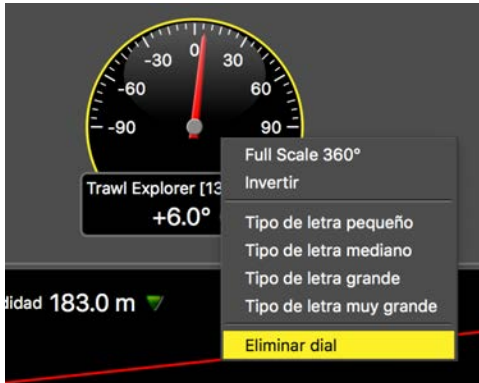 0
-30 30
-60 60
-90 90
Trawl Explorer [13
+6.0°
Full Scale 360°
Invertir
Tipo de letra pequeño
Tipo de letra mediano
Tipo de letra grande
Tipo de letra muy grande
Eliminar dial
didad 183.0 m